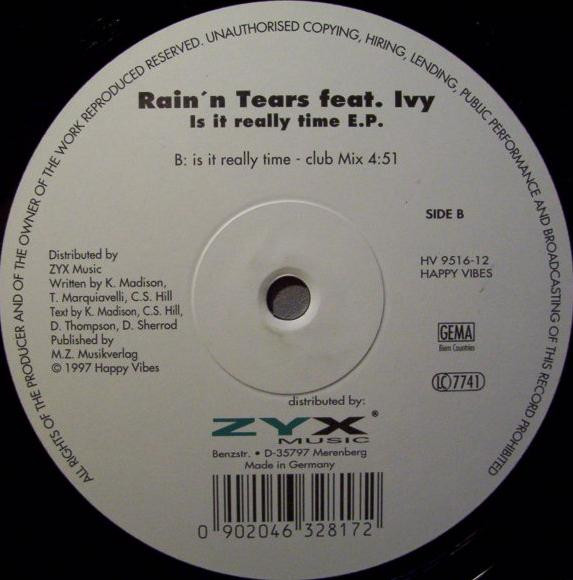 ALL RIGHTS OF THE PRODUCER AND OF THE OWNER OF THE WORK REPRODUCED RESERVED. UNAUTHORISED COPYING, HIRING, LENDING, PUBLIC PERFORMANCE AND BROADCASTING OF THIS RECORD PROHIBITED
Rain´n Tears feat. Ivy
Is it really time E.P.
B: is it really time - club Mix 4:51
SIDE B
HV 9516-12
HAPPY VIBES
Distributed by
ZYX Music
Written by K. Madison,
T. Marquiavelli, C.S. Hill
Text by K. Madison, C.S. Hill,
D. Thompson, D. Sherrod
Published by
M.Z. Musikverlag
© 1997 Happy Vibes
GEMA
Biem Countries
LC 7741
distributed by:
ZYX®
MUSIC
Benzstr. • D-35797 Merenberg
Made in Germany
0 902046 328172